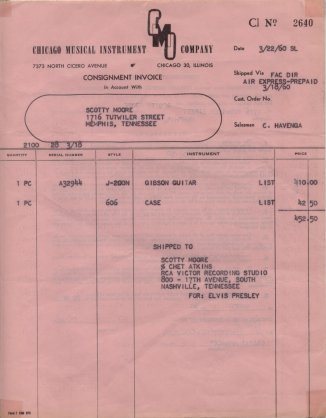 CMI
CI No 2640
CHICAGO MUSICAL INSTRUMENT COMPANY
7373 NORTH CICERO AVENUE CHICAGO 30, ILLINOIS
CONSIGNMENT INVOICE
In Account With
Date 3/22/60 SL
Shipped Via FAC DIR
AIR EXPRESS-PREPAID
3/18/60
Cust. Order No.
Salesman C. HAVENGA
SCOTTY MOORE
1716 TUTWILER STREET
MEMPHIS, TENNESSEE
2100 28 3/18
QUANTITY SERIAL NUMBER STYLE INSTRUMENT PRICE
1 PC A32944 J-200N GIBSON GUITAR LIST 410.00
1 PC 606 CASE LIST 42.50
452.50
SHIPPED TO
SCOTTY MOORE
% CHET ATKINS
RCA VICTOR RECORDING STUDIO
800 - 17TH AVENUE, SOUTH
NASHVILLE, TENNESSEE
FOR: ELVIS PRESLEY